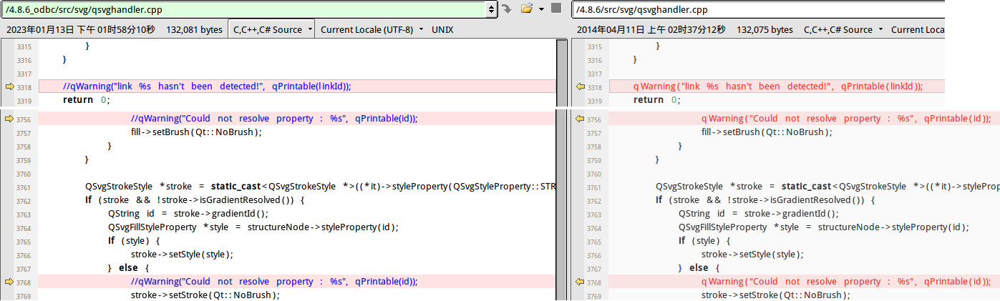 /4.8.6_odbc/src/svg/qsvghandler.cpp
2023年01月13日 下午 01时58分10秒 132,081 bytes C,C++,C# Source Current Locale (UTF-8) UNIX
3315 }
3316 }
3317
3318 //qWarning("link %s hasn't been detected!", qPrintable(linkId));
3319 return 0;
3756 //qWarning("Could not resolve property : %s", qPrintable(id));
3757 fill->setBrush(Qt::NoBrush);
3758 }
3759 }
3760
3761 QSvgStrokeStyle *stroke = static_cast<QSvgStrokeStyle *>((*it)->styleProperty(QSvgStyleProperty::STR
3762 If (stroke && !stroke->isGradientResolved()) {
3763 QString id = stroke->gradientId();
3764 QSvgFillStyleProperty *style = structureNode->styleProperty(id);
3765 If (style) {
3766 stroke->setStyle(style);
3767 } else {
3768 //qWarning("Could not resolve property : %s", qPrintable(id));
3769 stroke->setStroke(Qt::NoBrush);
/4.8.6/src/svg/qsvghandler.cpp
2014年04月11日 上午 02时37分12秒 132,075 bytes C,C++,C# Source Current Loca
3315 }
3316 }
3317
3318 qWarning("link %s hasn't been detected!", qPrintable(linkId));
3319 return 0;
3756 qWarning("Could not resolve property : %s", qPrintable(id));
3757 fill->setBrush(Qt::NoBrush);
3758 }
3759 }
3760
3761 QSvgStrokeStyle *stroke = static_cast<QSvgStrokeStyle *>((*it)->styleProp
3762 If (stroke && !stroke->isGradientResolved()) {
3763 QString id = stroke->gradientId();
3764 QSvgFillStyleProperty *style = structureNode->styleProperty(id);
3765 If (style) {
3766 stroke->setStyle(style);
3767 } else {
3768 qWarning("Could not resolve property : %s", qPrintable(id));
3769 stroke->setStroke(Qt::NoBrush);